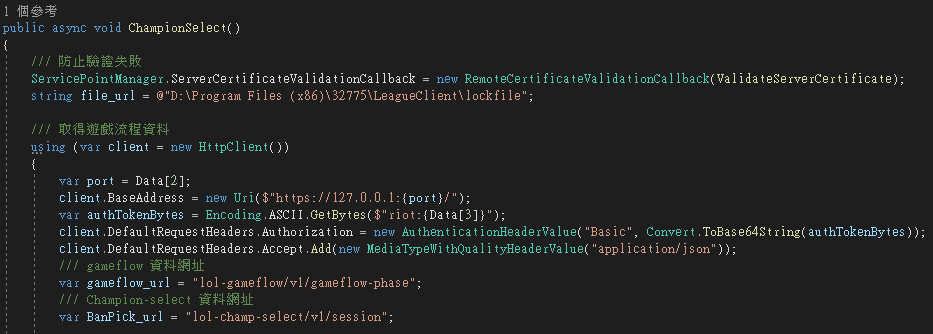 1 個參考
public async void ChampionSelect()
{
/// 防止驗證失敗
ServicePointManager.ServerCertificateValidationCallback = new RemoteCertificateValidationCallback(ValidateServerCertificate);
string file_url = @"D:\Program Files (x86)\32775\LeagueClient\lockfile";
/// 取得遊戲流程資料
using (var client = new HttpClient())
{
var port = Data[2];
client.BaseAddress = new Uri($"https://127.0.0.1:{port}/");
var authTokenBytes = Encoding.ASCII.GetBytes($"riot:{Data[3]}");
client.DefaultRequestHeaders.Authorization = new AuthenticationHeaderValue("Basic", Convert.ToBase64String(authTokenBytes));
client.DefaultRequestHeaders.Accept.Add(new MediaTypeWithQualityHeaderValue("application/json"));
/// gameflow 資料網址
var gameflow_url = "lol-gameflow/v1/gameflow-phase";
/// Champion-select 資料網址
var BanPick_url = "lol-champ-select/v1/session";